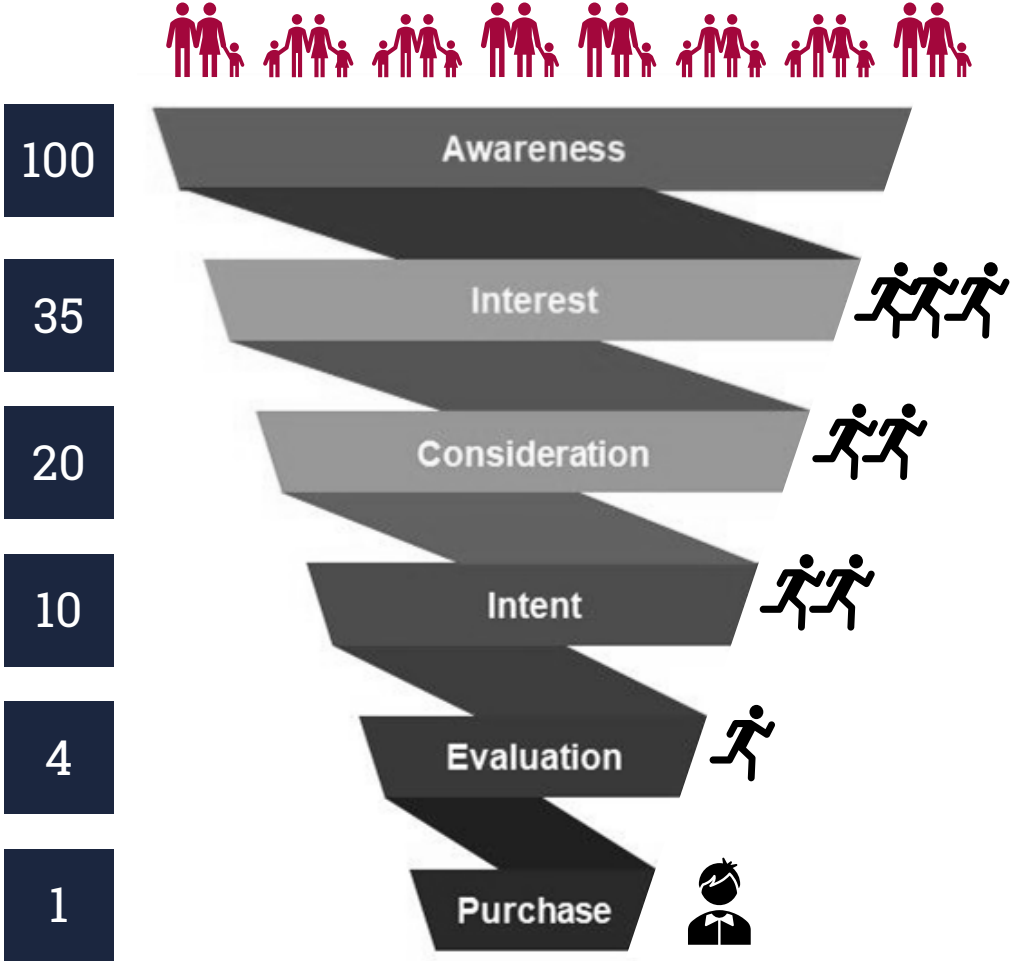 100
Awareness
35
Interest
20
Consideration
10
Intent
4
Evaluation
1
Purchase